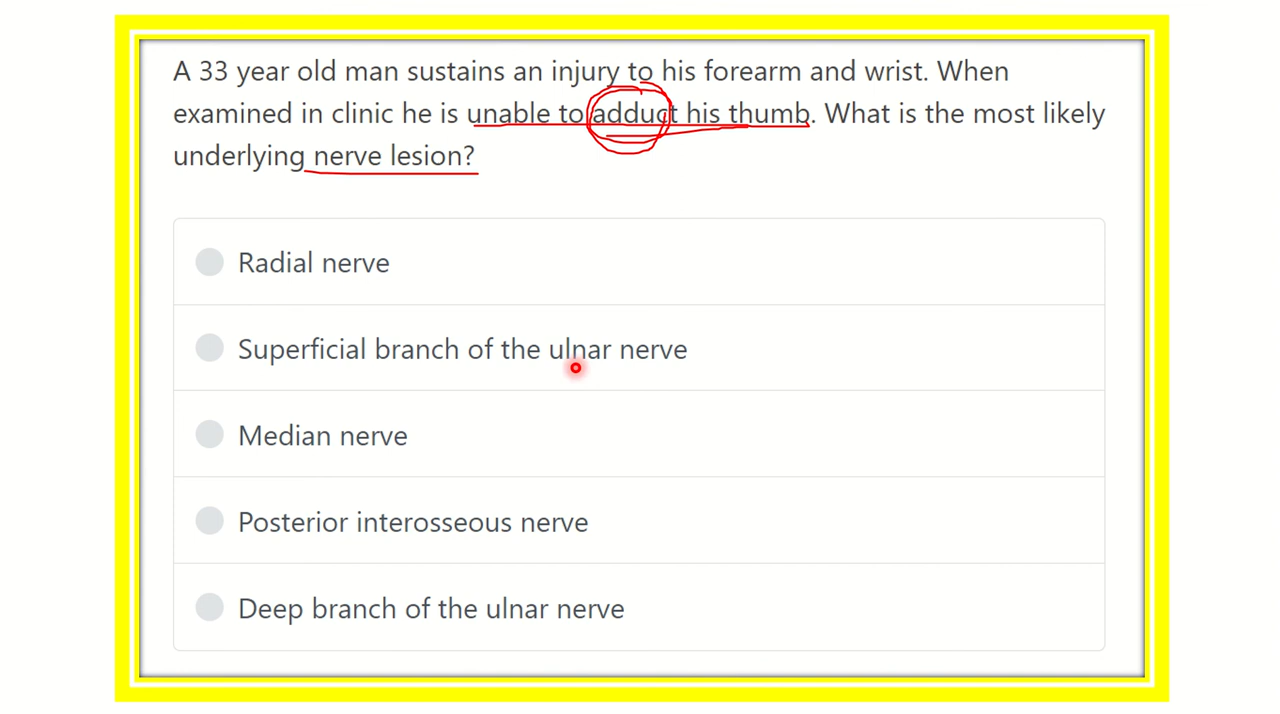 A 33 year old man sustains an injury to his forearm and wrist. When
examined in clinic he is unable to adduct his thumb. What is the most likely
underlying nerve lesion?
Radial nerve
Superficial branch of the ulnar nerve
Median nerve
Posterior interosseous nerve
Deep branch of the ulnar nerve